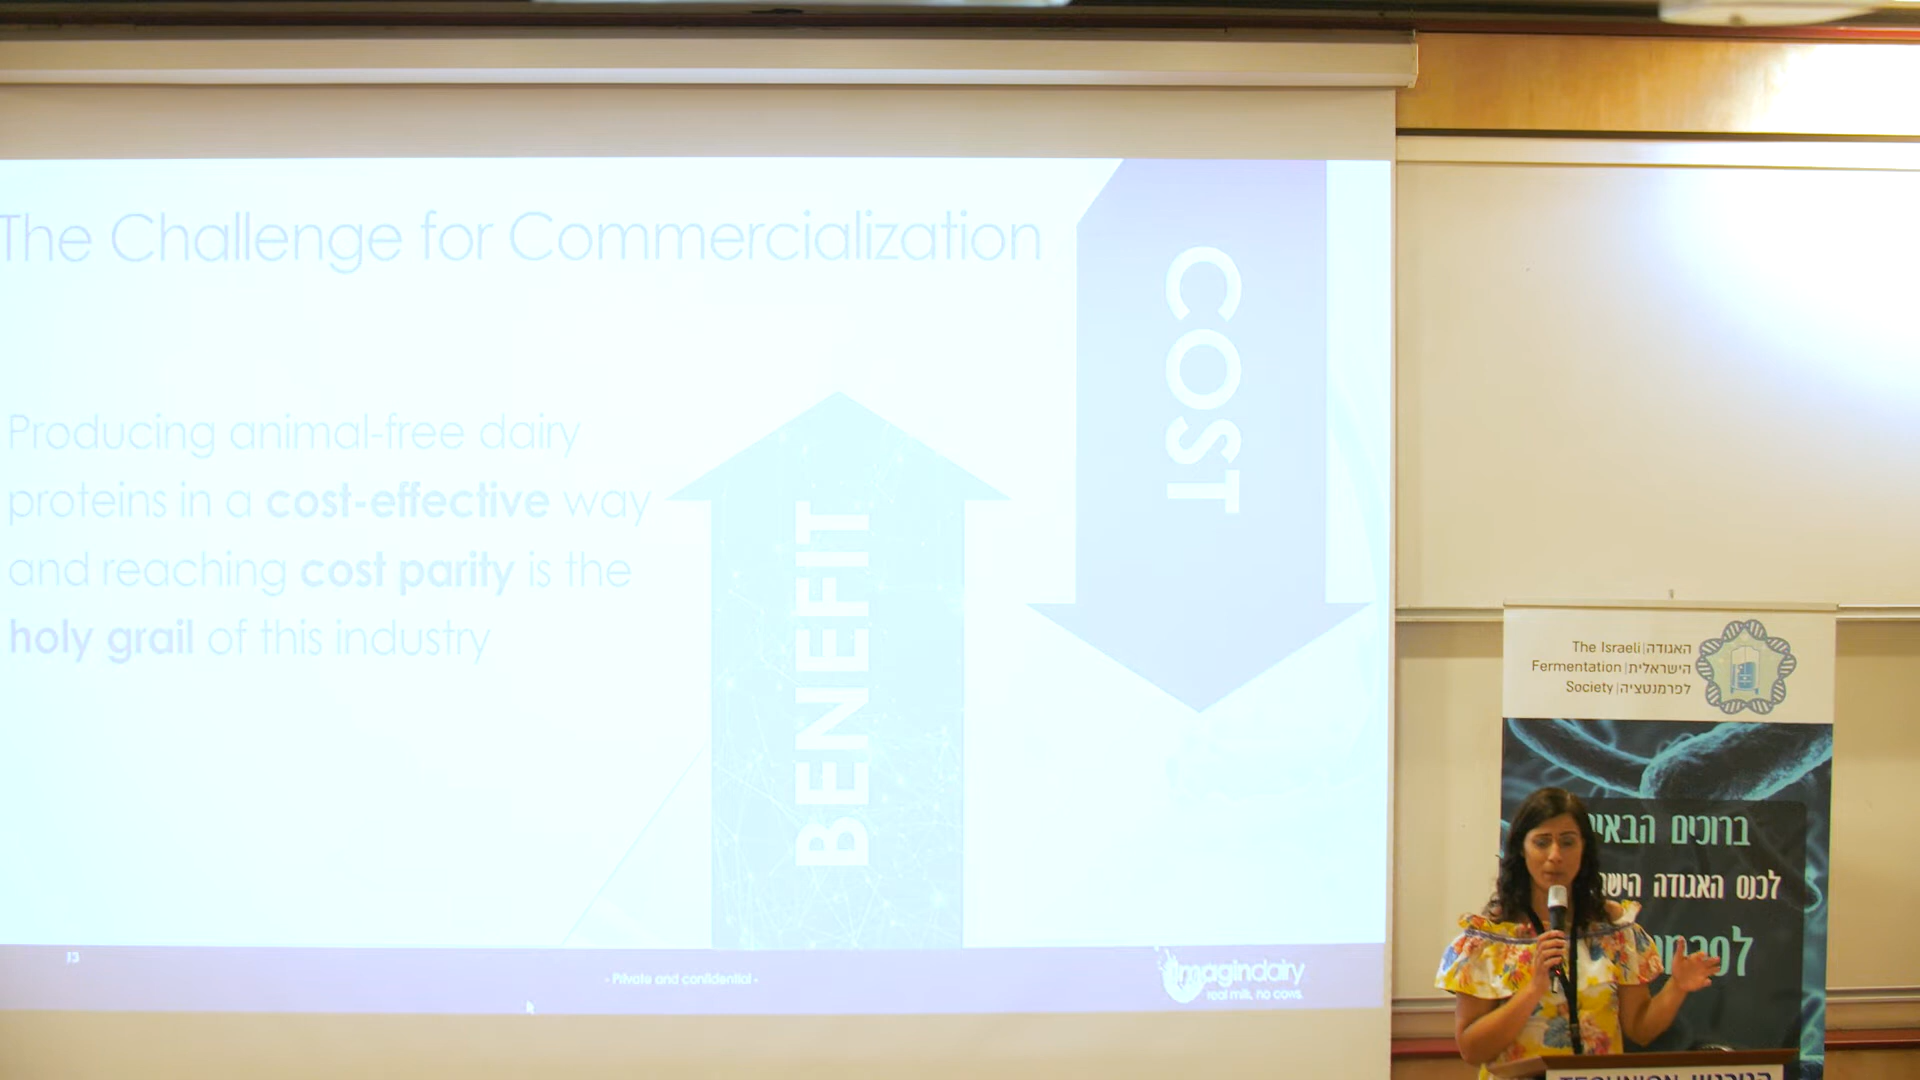 The Challenge for Commercialization
COST
Producing animal-free dairy
proteins in a cost-effective way
and reaching cost parity is the
holy grail of this industry
BENEFIT
13
- Private and confidential -
imagindairy
real milk, no cows.
The Israeli|האגודה
Fermentation|הישראלית
Society|לפרמנטציה
ברוכים
לכנס האגודה
TECHNION הטכניון